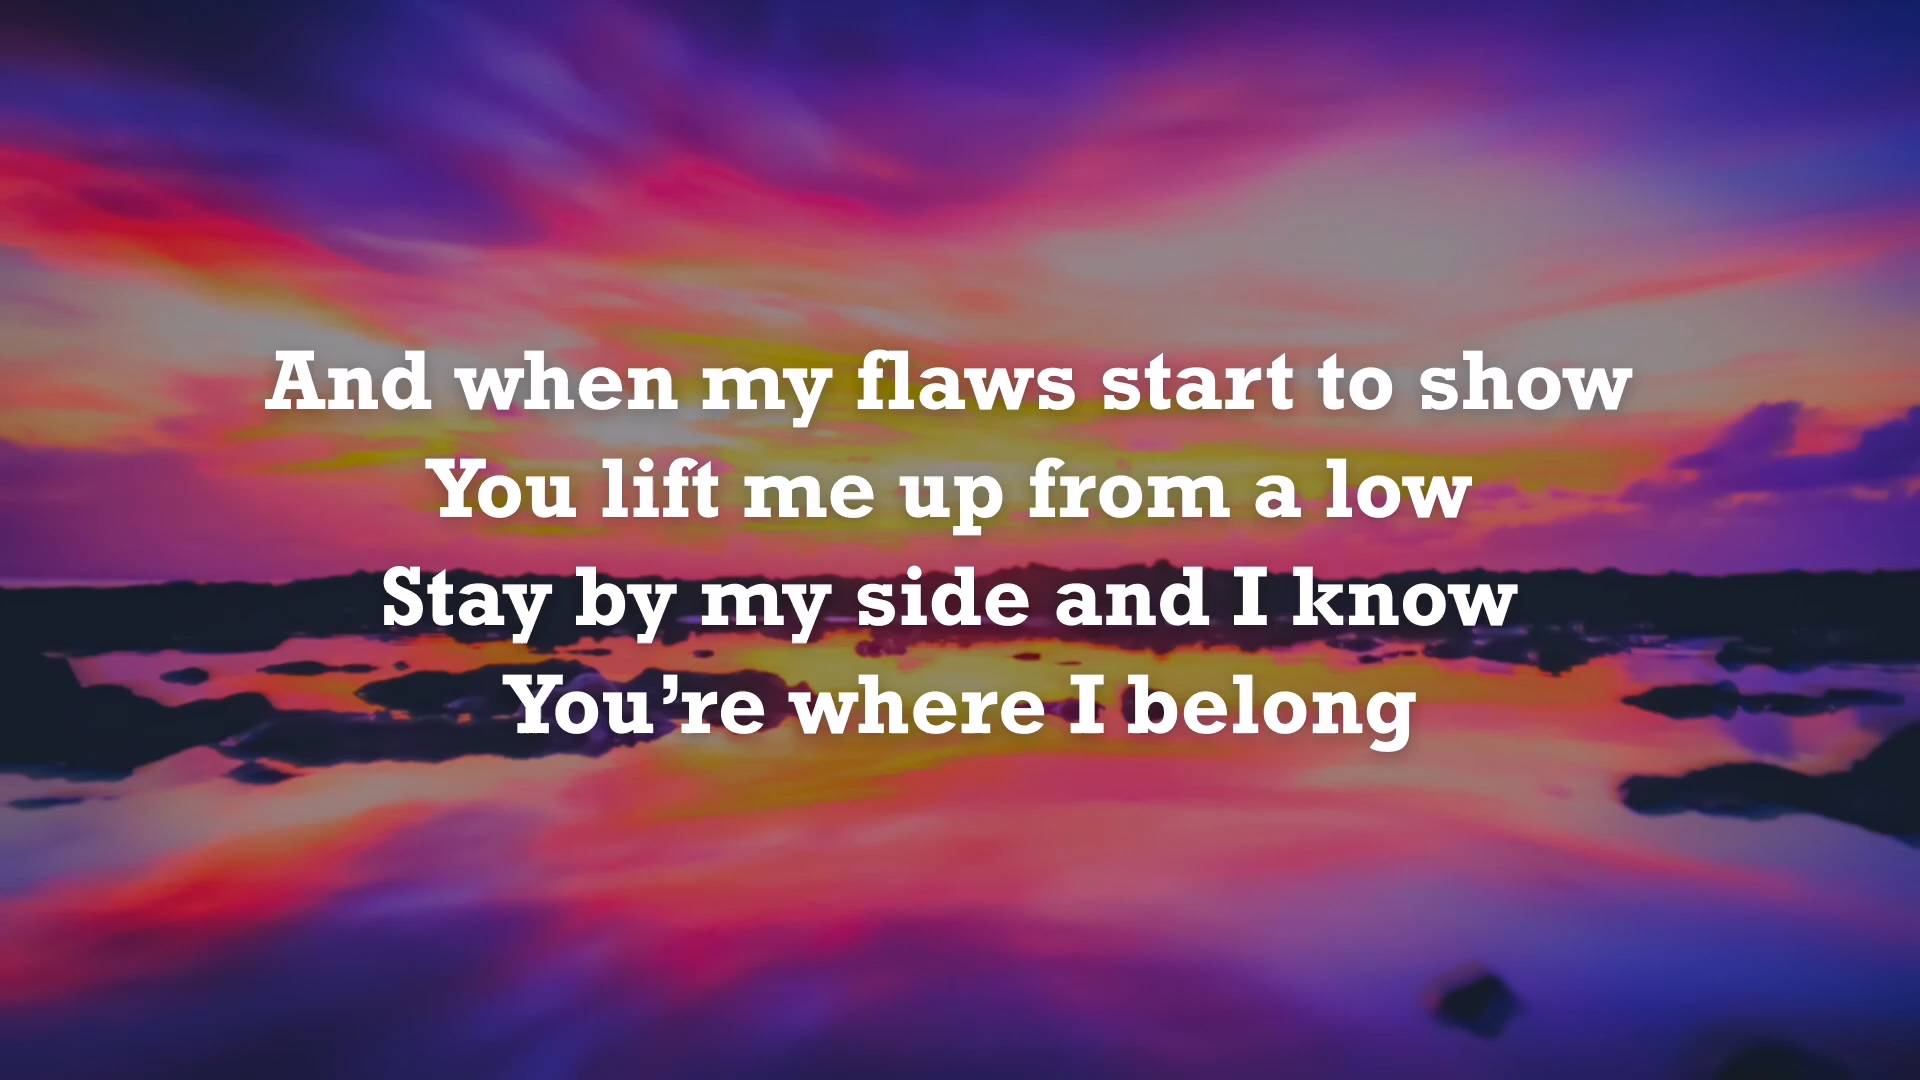 And when my flaws start to show
You lift me up from a low
Stay by my side and I know
You’re where I belong